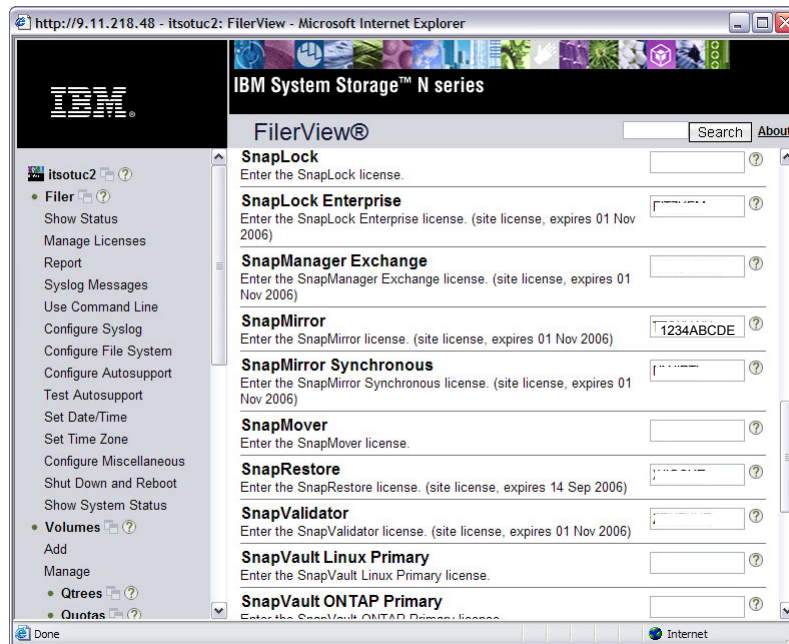 http://9.11.218.48 - itsotuc2: FilerView - Microsoft Internet Explorer
IBM®
IBM System Storage™ N series
FilerView®
Search
About
itsotuc2
Filer
Show Status
Manage Licenses
Report
Syslog Messages
Use Command Line
Configure Syslog
Configure File System
Configure Autosupport
Test Autosupport
Set Date/Time
Set Time Zone
Configure Miscellaneous
Shut Down and Reboot
Show System Status
Volumes
Add
Manage
Qtrees
Quotas
SnapLock
Enter the SnapLock license.
SnapLock Enterprise
Enter the SnapLock Enterprise license. (site license, expires 01 Nov
2006)
SnapManager Exchange
Enter the SnapManager Exchange license. (site license, expires 01
Nov 2006)
SnapMirror
Enter the SnapMirror license. (site license, expires 01 Nov 2006)
1234ABCDE
SnapMirror Synchronous
Enter the SnapMirror Synchronous license. (site license, expires 01
Nov 2006)
SnapMover
Enter the SnapMover license.
SnapRestore
Enter the SnapRestore license. (site license, expires 14 Sep 2006)
SnapValidator
Enter the SnapValidator license. (site license, expires 01 Nov 2006)
SnapVault Linux Primary
Enter the SnapVault Linux Primary license.
SnapVault ONTAP Primary
Enter the SnapVault ONTAP Primary license.
Done
Internet